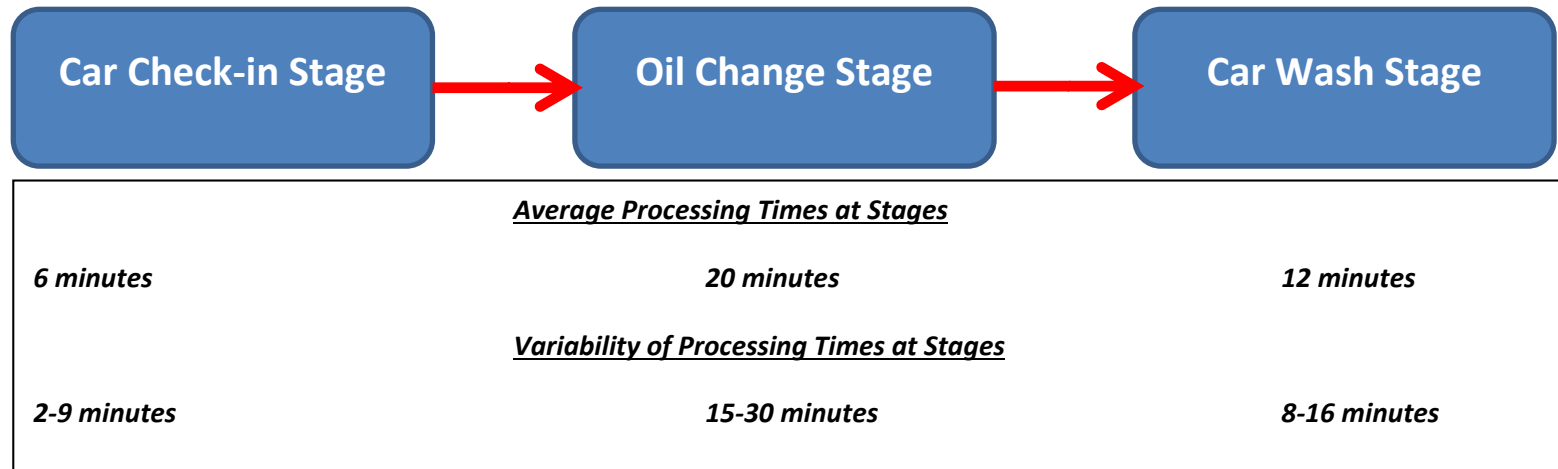 Car Check-in Stage Oil Change Stage Car Wash Stage
Average Processing Times at Stages
6 minutes 20 minutes 12 minutes
Variability of Processing Times at Stages
2-9 minutes 15-30 minutes 8-16 minutes